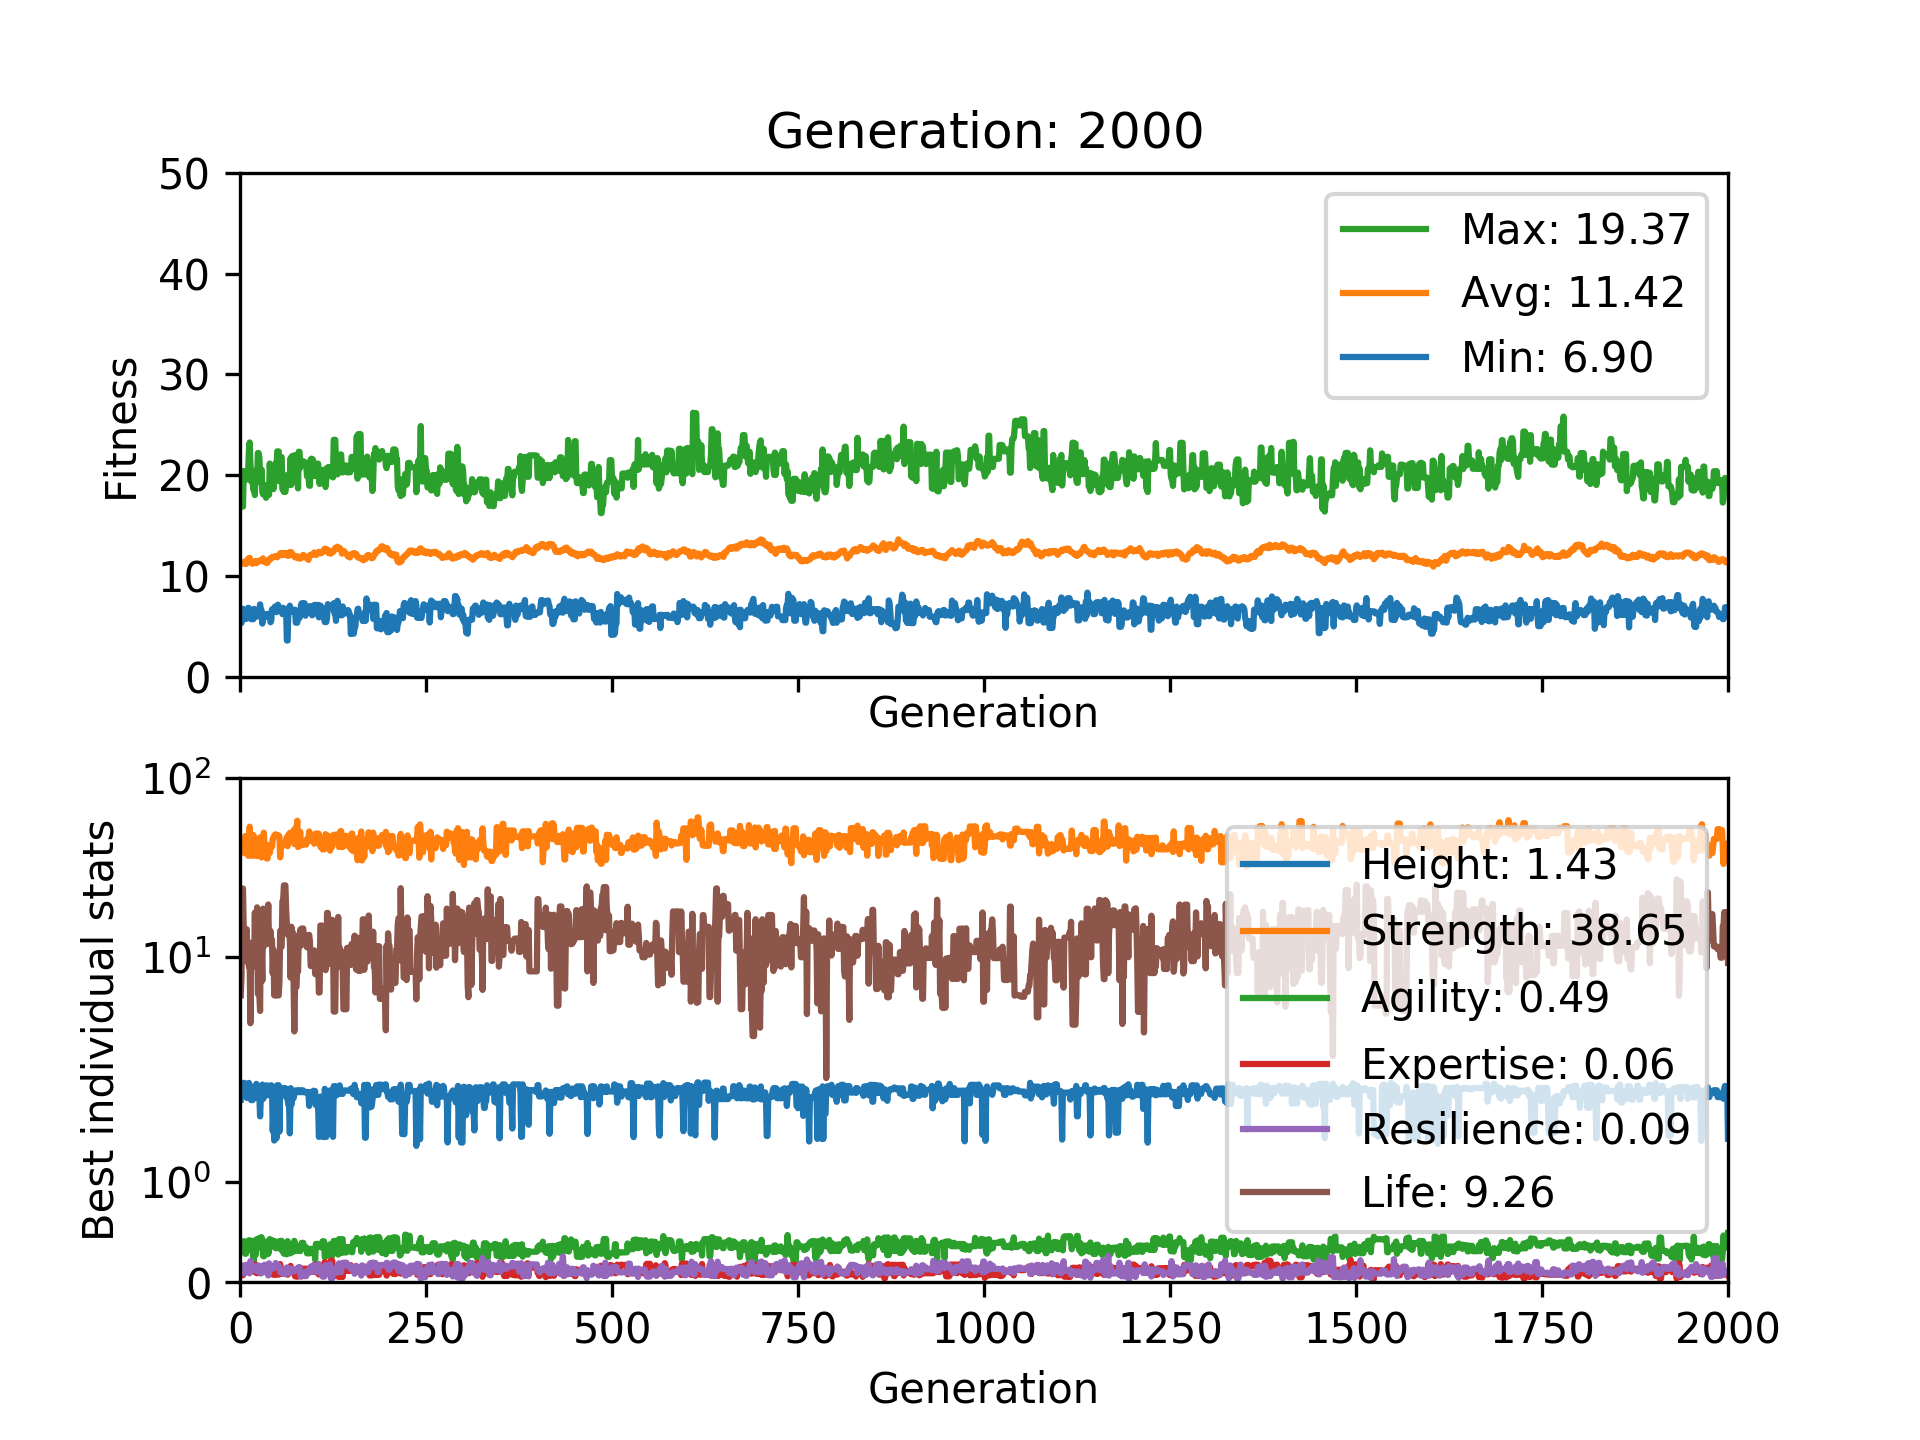 Generation: 2000
50
40
30
20
10
0
Fitness
Max: 19.37
Avg: 11.42
Min: 6.90
Generation
10²
10¹
10⁰
0
Best individual stats
Height: 1.43
Strength: 38.65
Agility: 0.49
Expertise: 0.06
Resilience: 0.09
Life: 9.26
0 250 500 750 1000 1250 1500 1750 2000
Generation